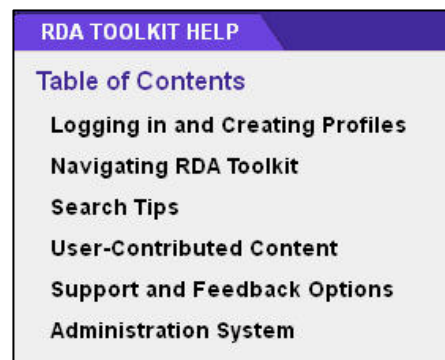 RDA TOOLKIT HELP
Table of Contents
Logging in and Creating Profiles
Navigating RDA Toolkit
Search Tips
User-Contributed Content
Support and Feedback Options
Administration System